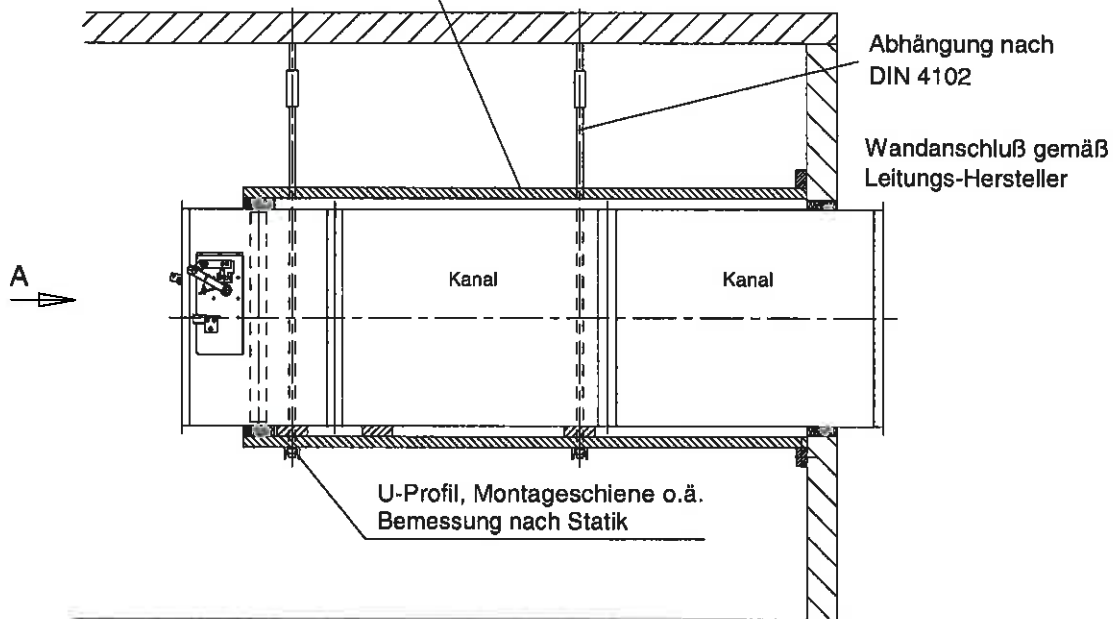 Abhängung nach
DIN 4102
Wandanschluß gemäß
Leitungs-Hersteller
A
Kanal
Kanal
U-Profil, Montageschiene o.ä.
Bemessung nach Statik